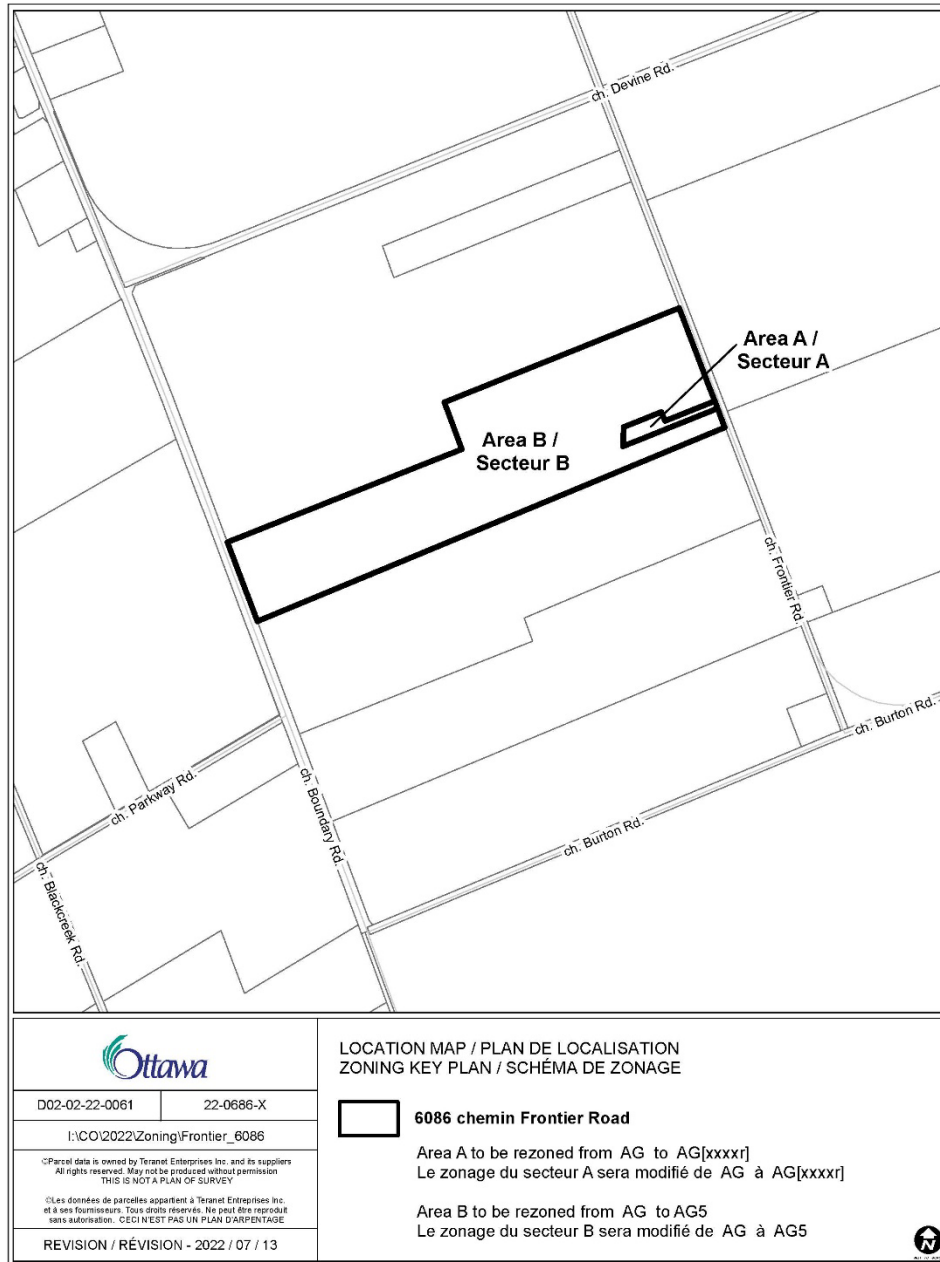 ch. Devine Rd.
Area A /
Secteur A
Area B /
Secteur B
ch. Frontier Rd.
ch. Burton Rd.
ch. Parkway Rd.
ch. Boundary Rd.
ch. Burton Rd.
ch. Blackcreek Rd.
Ottawa
D02-02-22-0061
22-0686-X
I:\CO\2022\Zoning\Frontier_6086
©Parcel data is owned by Teranet Enterprises Inc. and its suppliers
All rights reserved. May not be produced without permission
THIS IS NOT A PLAN OF SURVEY
©Les données de parcelles appartient à Teranet Entreprises Inc.
et à ses fournisseurs. Tous droits réservés. Ne peut être reproduit
sans autorisation. CECI N'EST PAS UN PLAN D'ARPENTAGE
REVISION / RÉVISION - 2022 / 07 / 13
LOCATION MAP / PLAN DE LOCALISATION
ZONING KEY PLAN / SCHÉMA DE ZONAGE
6086 chemin Frontier Road
Area A to be rezoned from AG to AG[xxxxr]
Le zonage du secteur A sera modifié de AG à AG[xxxxr]
Area B to be rezoned from AG to AG5
Le zonage du secteur B sera modifié de AG à AG5
N